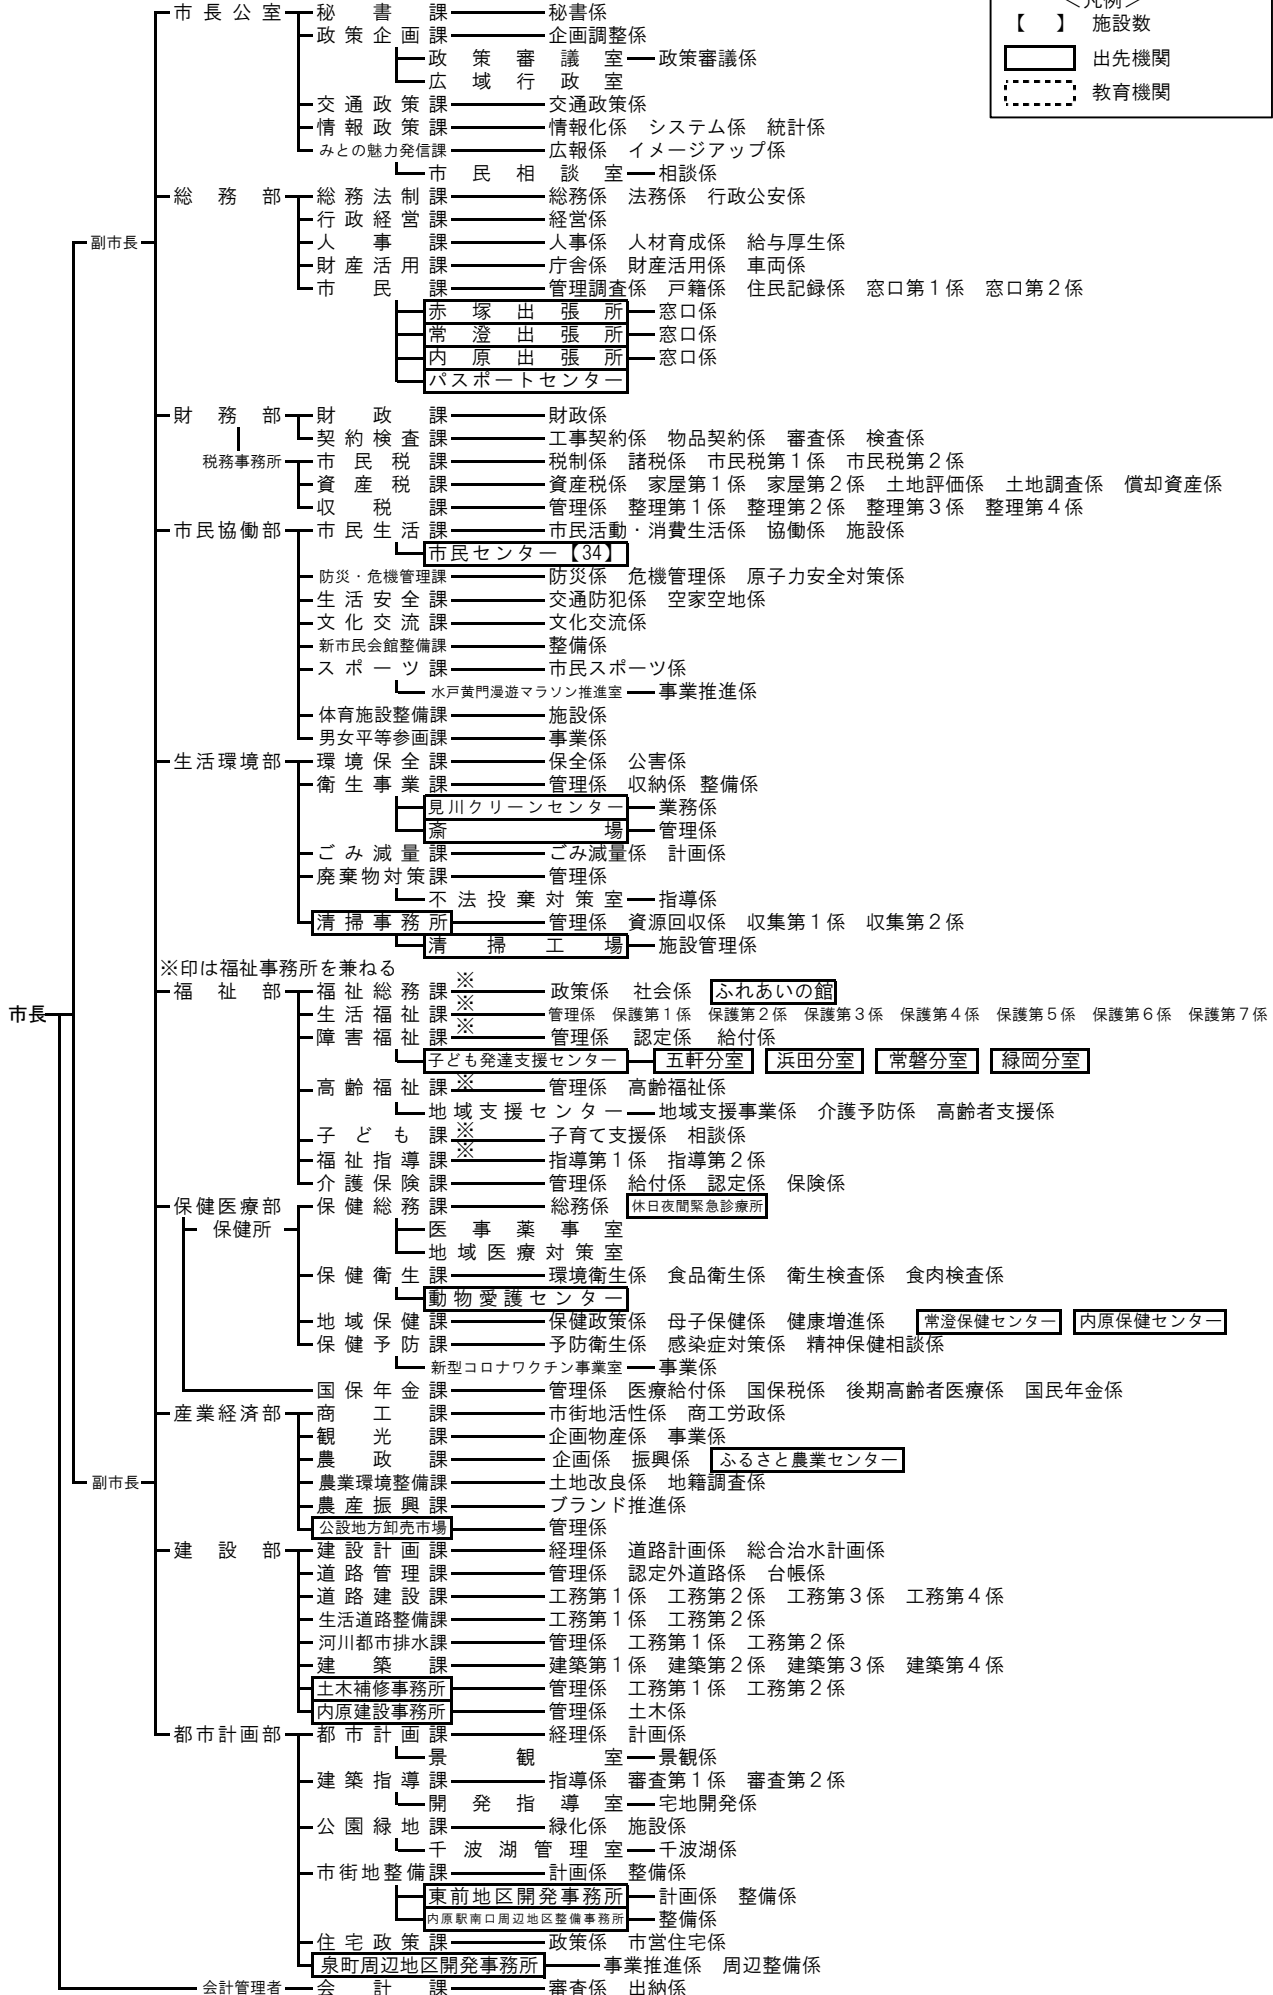 ＜凡例＞
【　】 施設数
出先機関
教育機関
市長公室 秘書課 秘書係
政策企画課 企画調整係
政策審議室 政策審議係
広域行政室
交通政策課 交通政策係
情報政策課 情報化係 システム係 統計係
みとの魅力発信課 広報係 イメージアップ係
市民相談室 相談係
総務部 総務法制課 総務係 法務係 行政公安係
行政経営課 経営係
副市長 人事課 人事係 人材育成係 給与厚生係
財産活用課 庁舎係 財産活用係 車両係
市民課 管理調査係 戸籍係 住民記録係 窓口第１係 窓口第２係
赤塚出張所 窓口係
常澄出張所 窓口係
内原出張所 窓口係
パスポートセンター
財務部 財政課 財政係
契約検査課 工事契約係 物品契約係 審査係 検査係
税務事務所 市民税課 税制係 諸税係 市民税第１係 市民税第２係
資産税課 資産税係 家屋第１係 家屋第２係 土地評価係 土地調査係 償却資産係
収税課 管理係 整理第１係 整理第２係 整理第３係 整理第４係
市民協働部 市民生活課 市民活動・消費生活係 協働係 施設係
市民センター【34】
防災・危機管理課 防災係 危機管理係 原子力安全対策係
生活安全課 交通防犯係 空家空地係
文化交流課 文化交流係
新市民会館整備課 整備係
スポーツ課 市民スポーツ係
水戸黄門漫遊マラソン推進室 事業推進係
体育施設整備課 施設係
男女平等参画課 事業係
生活環境部 環境保全課 保全係 公害係
衛生事業課 管理係 収納係 整備係
見川クリーンセンター 業務係
斎場 管理係
ごみ減量課 ごみ減量係 計画係
廃棄物対策課 管理係
不法投棄対策室 指導係
清掃事務所 管理係 資源回収係 収集第１係 収集第２係
清掃工場 施設管理係
※印は福祉事務所を兼ねる
福祉部 福祉総務課※ 政策係 社会係 ふれあいの館
市長 生活福祉課※ 管理係 保護第１係 保護第２係 保護第３係 保護第４係 保護第５係 保護第６係 保護第７係
障害福祉課※ 管理係 認定係 給付係
子ども発達支援センター 五軒分室 浜田分室 常磐分室 緑岡分室
高齢福祉課※ 管理係 高齢福祉係
地域支援センター 地域支援事業係 介護予防係 高齢者支援係
子ども課※ 子育て支援係 相談係
福祉指導課※ 指導第１係 指導第２係
介護保険課 管理係 給付係 認定係 保険係
保健医療部 保健総務課 総務係 休日夜間緊急診療所
保健所 医事薬事室
地域医療対策室
保健衛生課 環境衛生係 食品衛生係 衛生検査係 食肉検査係
動物愛護センター
地域保健課 保健政策係 母子保健係 健康増進係 常澄保健センター 内原保健センター
保健予防課 予防衛生係 感染症対策係 精神保健相談係
新型コロナワクチン事業室 事業係
国保年金課 管理係 医療給付係 国保税係 後期高齢者医療係 国民年金係
産業経済部 商工課 市街地活性係 商工労政係
観光課 企画物産係 事業係
農政課 企画係 振興係 ふるさと農業センター
副市長 農業環境整備課 土地改良係 地籍調査係
農産振興課 ブランド推進係
公設地方卸売市場 管理係
建設部 建設計画課 経理係 道路計画係 総合治水計画係
道路管理課 管理係 認定外道路係 台帳係
道路建設課 工務第１係 工務第２係 工務第３係 工務第４係
生活道路整備課 工務第１係 工務第２係
河川都市排水課 管理係 工務第１係 工務第２係
建築課 建築第１係 建築第２係 建築第３係 建築第４係
土木補修事務所 管理係 工務第１係 工務第２係
内原建設事務所 管理係 土木係
都市計画部 都市計画課 経理係 計画係
景観室 景観係
建築指導課 指導係 審査第１係 審査第２係
開発指導室 宅地開発係
公園緑地課 緑化係 施設係
千波湖管理室 千波湖係
市街地整備課 計画係 整備係
東前地区開発事務所 計画係 整備係
内原駅南口周辺地区整備事務所 整備係
住宅政策課 政策係 市営住宅係
泉町周辺地区開発事務所 事業推進係 周辺整備係
会計管理者 会計課 審査係 出納係